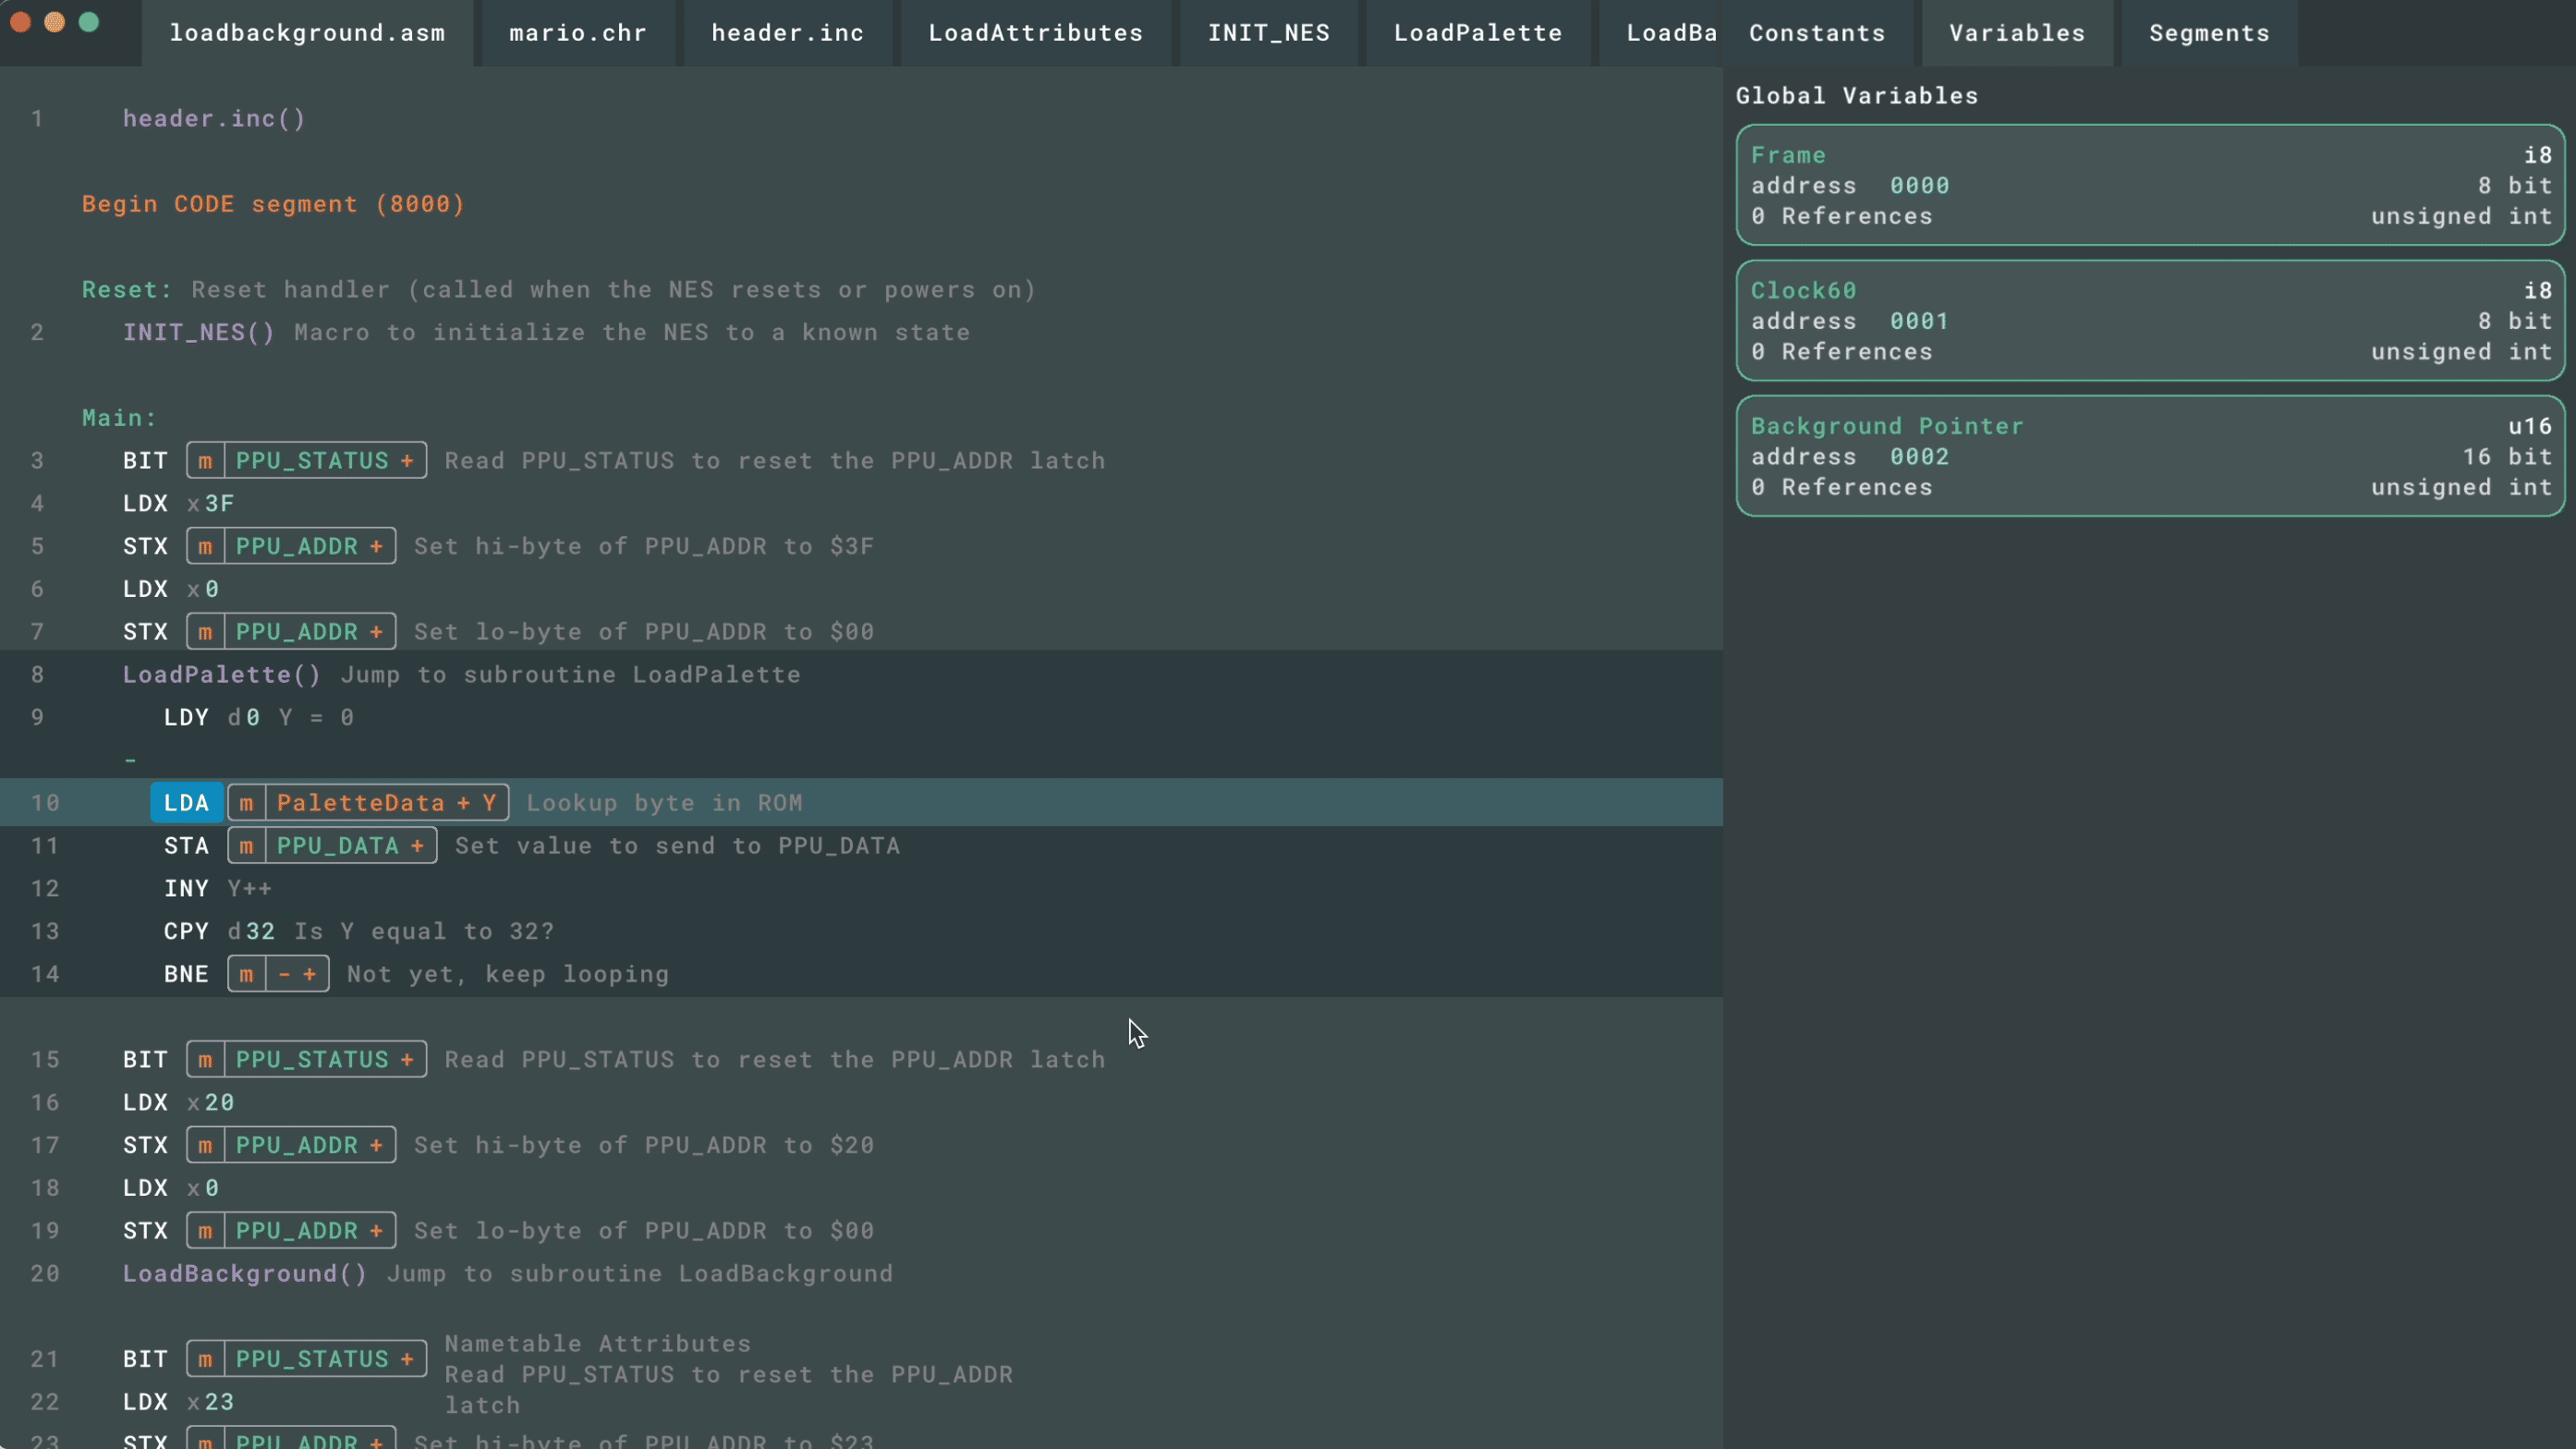 loadbackground.asm mario.chr header.inc LoadAttributes INIT_NES LoadPalette LoadBa Constants Variables Segments
1 header.inc()
Begin CODE segment (8000)
Reset: Reset handler (called when the NES resets or powers on)
2 INIT_NES() Macro to initialize the NES to a known state
Main:
3 BIT m PPU_STATUS + Read PPU_STATUS to reset the PPU_ADDR latch
4 LDX x3F
5 STX m PPU_ADDR + Set hi-byte of PPU_ADDR to $3F
6 LDX x0
7 STX m PPU_ADDR + Set lo-byte of PPU_ADDR to $00
8 LoadPalette() Jump to subroutine LoadPalette
9 LDY d0 Y = 0
-
10 LDA m PaletteData + Y Lookup byte in ROM
11 STA m PPU_DATA + Set value to send to PPU_DATA
12 INY Y++
13 CPY d32 Is Y equal to 32?
14 BNE m - + Not yet, keep looping
15 BIT m PPU_STATUS + Read PPU_STATUS to reset the PPU_ADDR latch
16 LDX x20
17 STX m PPU_ADDR + Set hi-byte of PPU_ADDR to $20
18 LDX x0
19 STX m PPU_ADDR + Set lo-byte of PPU_ADDR to $00
20 LoadBackground() Jump to subroutine LoadBackground
Nametable Attributes
21 BIT m PPU_STATUS + Read PPU_STATUS to reset the PPU_ADDR
latch
22 LDX x23
23 STX m PPU_ADDR + Set hi-byte of PPU_ADDR to $23
Global Variables
Frame i8
address 0000 8 bit
0 References unsigned int
Clock60 i8
address 0001 8 bit
0 References unsigned int
Background Pointer u16
address 0002 16 bit
0 References unsigned int